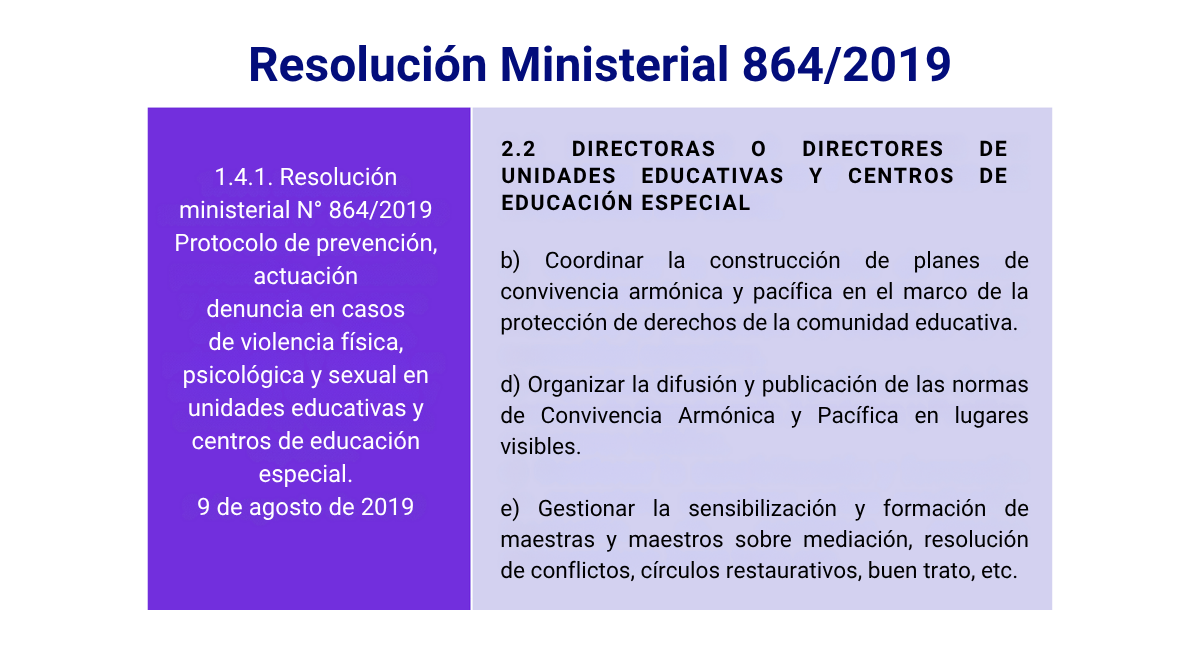 Resolución Ministerial 864/2019
1.4.1. Resolución
ministerial N° 864/2019
Protocolo de prevención,
actuación
denuncia en casos
de violencia física,
psicológica y sexual en
unidades educativas y
centros de educación
especial.
9 de agosto de 2019
2.2 DIRECTORAS O DIRECTORES DE
UNIDADES EDUCATIVAS Y CENTROS DE
EDUCACIÓN ESPECIAL
b) Coordinar la construcción de planes de
convivencia armónica y pacífica en el marco de la
protección de derechos de la comunidad educativa.
d) Organizar la difusión y publicación de las normas
de Convivencia Armónica y Pacífica en lugares
visibles.
e) Gestionar la sensibilización y formación de
maestras y maestros sobre mediación, resolución
de conflictos, círculos restaurativos, buen trato, etc.